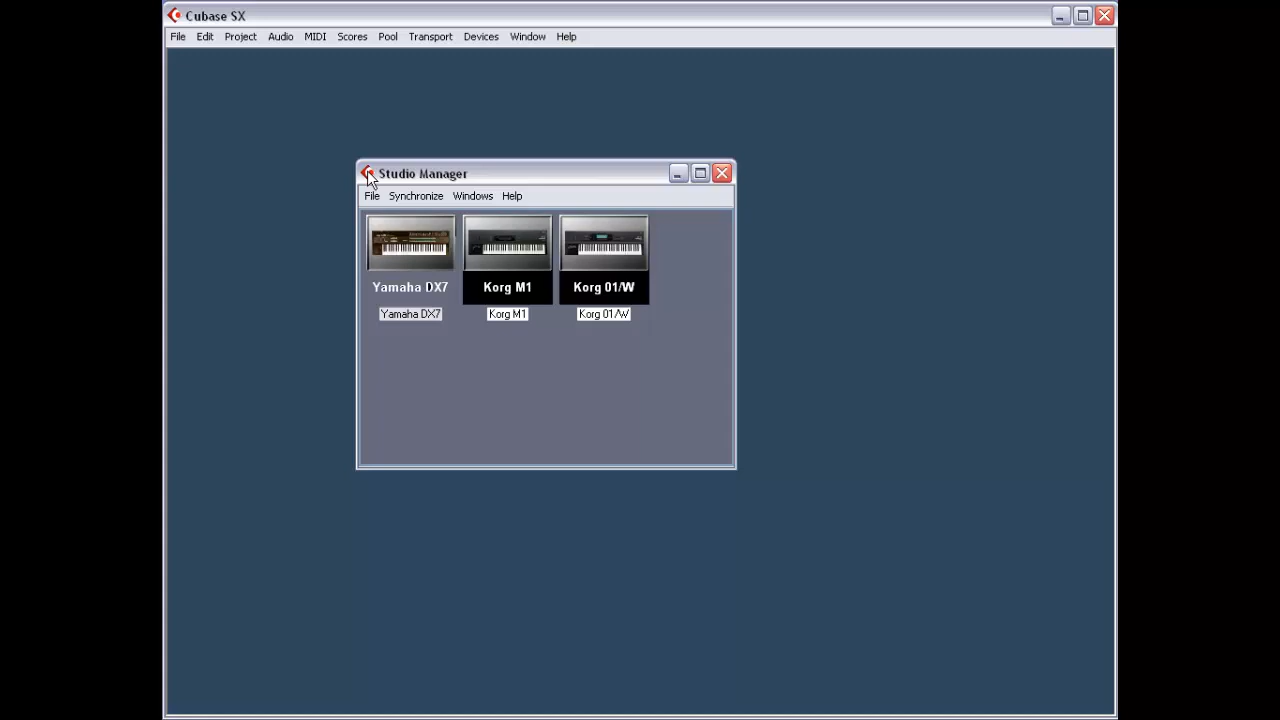 Cubase SX
File Edit Project Audio MIDI Scores Pool Transport Devices Window Help
Studio Manager
File Synchronize Windows Help
Yamaha DX7 Korg M1 Korg 01/W
Yamaha DX7 Korg M1 Korg 01/W